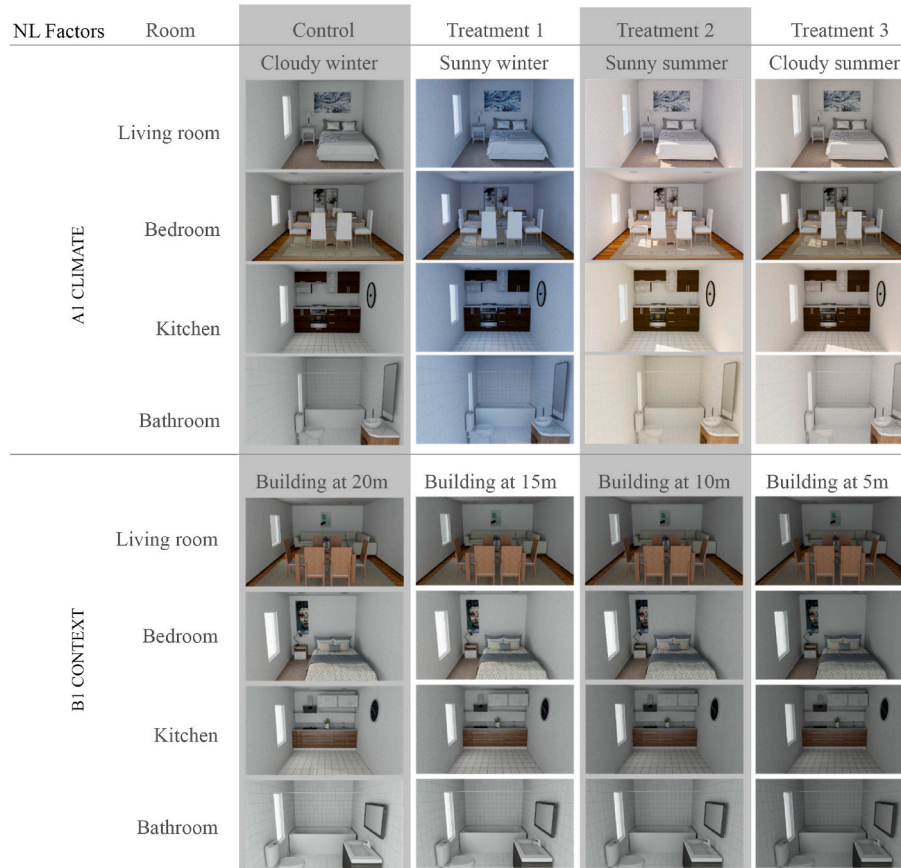 NL Factors Room Control Treatment 1 Treatment 2 Treatment 3
Cloudy winter Sunny winter Sunny summer Cloudy summer
Living room
Bedroom
A1 CLIMATE
Kitchen
Bathroom
Building at 20m Building at 15m Building at 10m Building at 5m
Living room
Bedroom
B1 CONTEXT
Kitchen
Bathroom